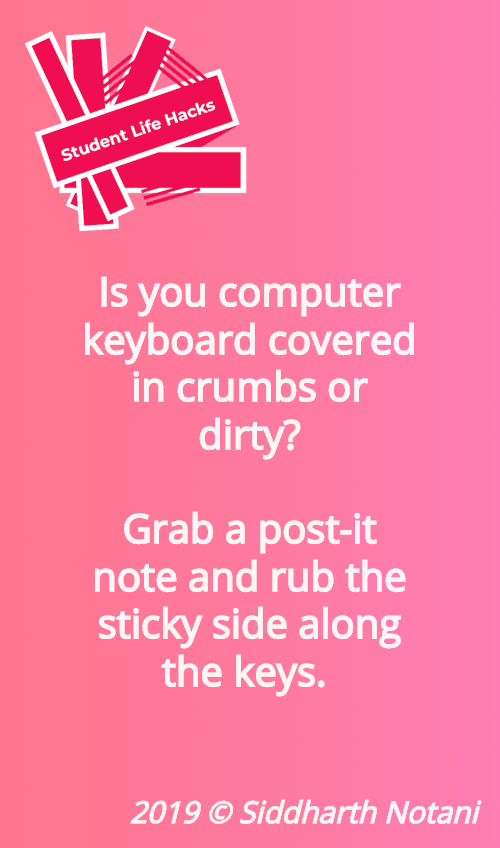 Student Life Hacks
Is you computer
keyboard covered
in crumbs or
dirty?
Grab a post-it
note and rub the
sticky side along
the keys.
2019 © Siddharth Notani